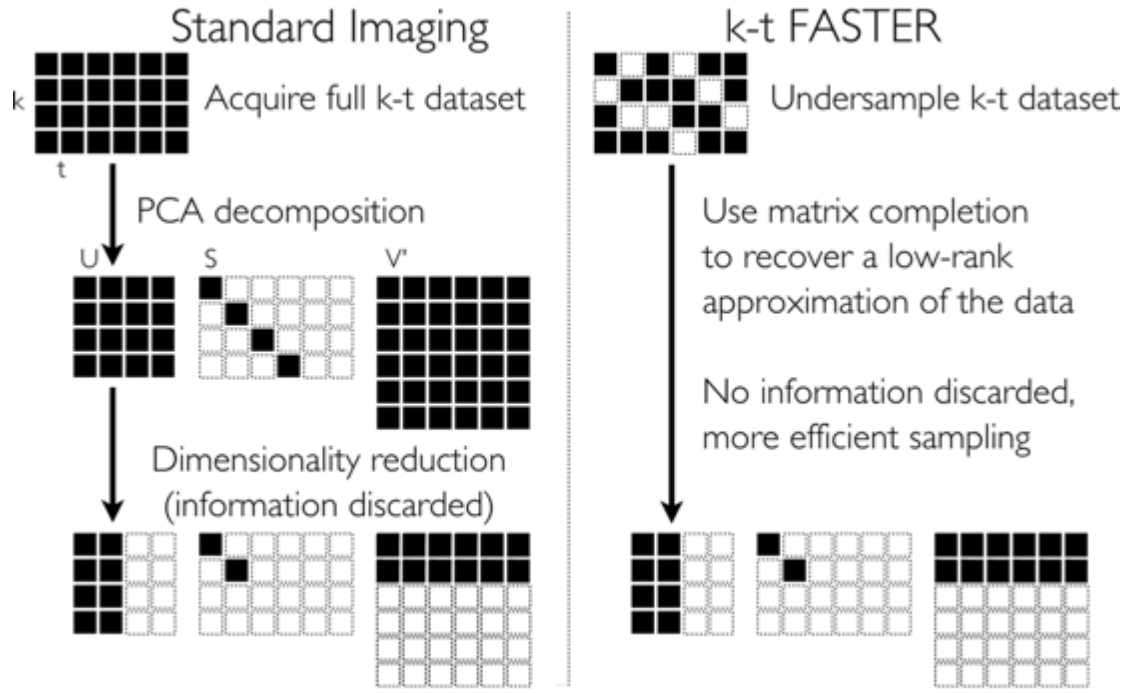 Standard Imaging
k
Acquire full k-t dataset
t
PCA decomposition
U
S
V'
Dimensionality reduction
(information discarded)
k-t FASTER
Undersample k-t dataset
Use matrix completion
to recover a low-rank
approximation of the data
No information discarded,
more efficient sampling